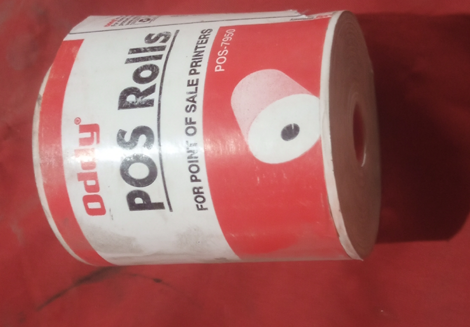 Oddy®
POS Rolls
FOR POINT OF SALE PRINTERS
POS-7950